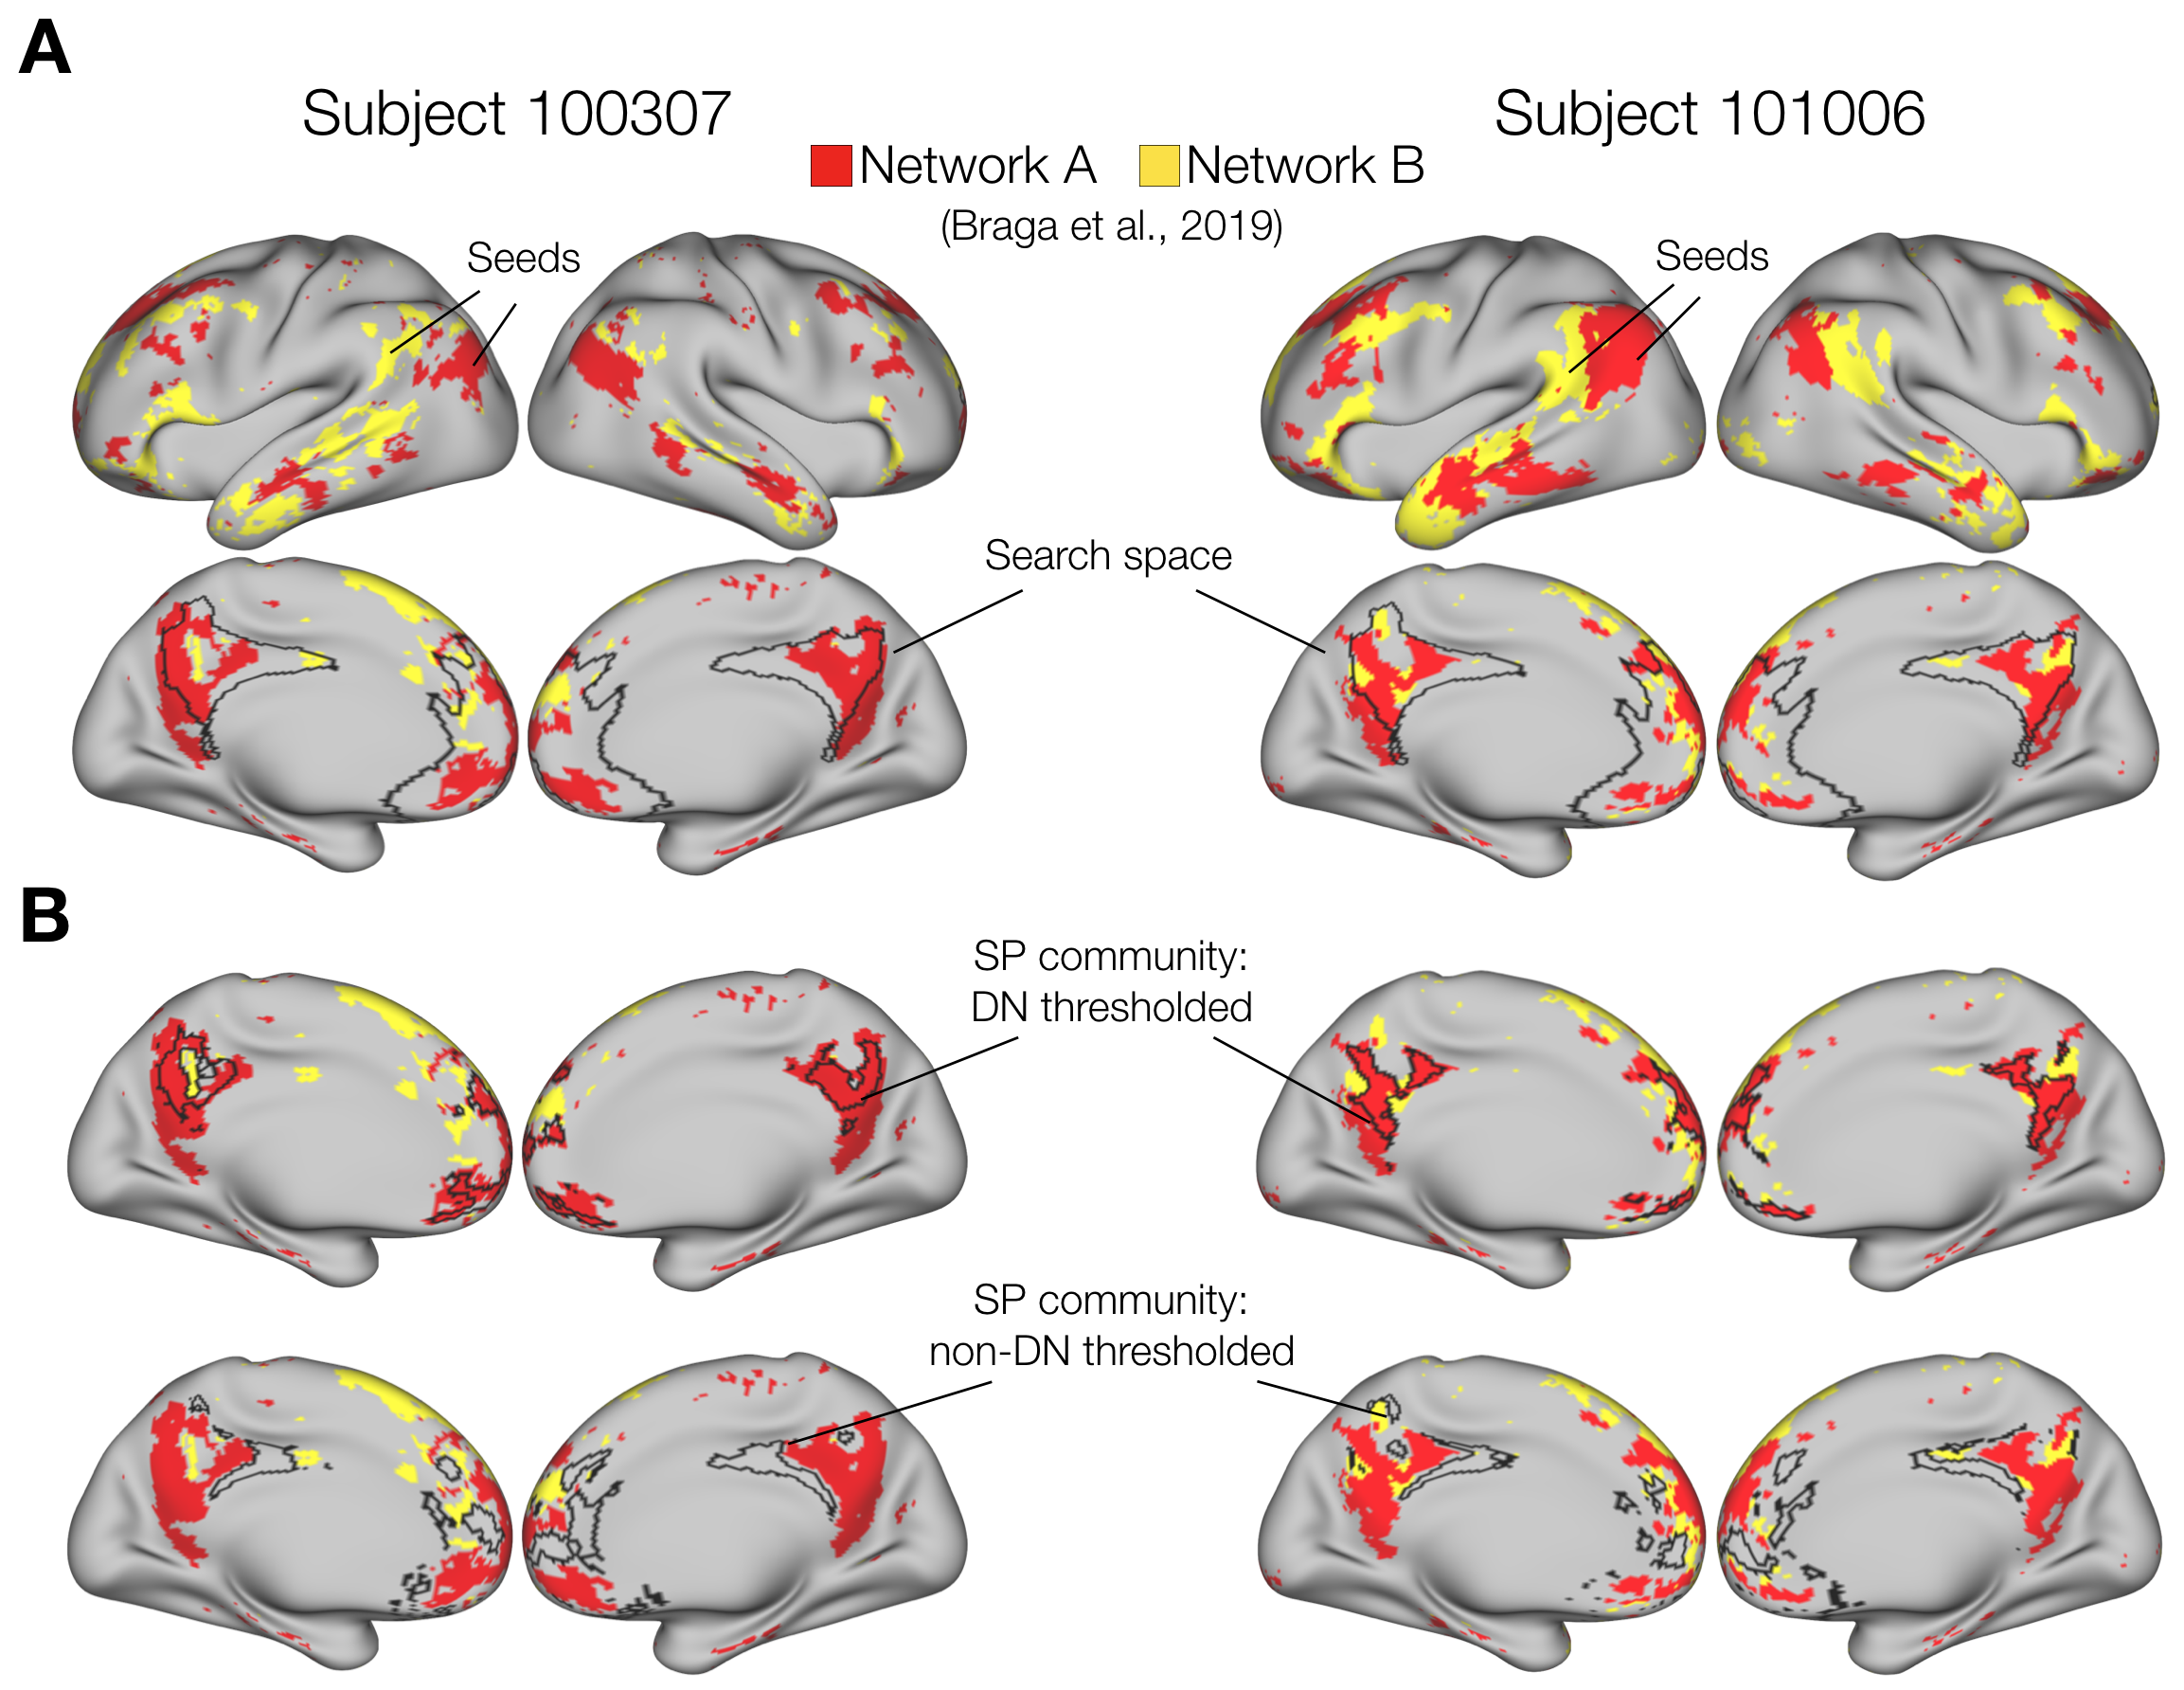 A
Subject 100307
Subject 101006
Network A
Network B
(Braga et al., 2019)
Seeds
Seeds
Search space
B
SP community:
DN thresholded
SP community:
non-DN thresholded